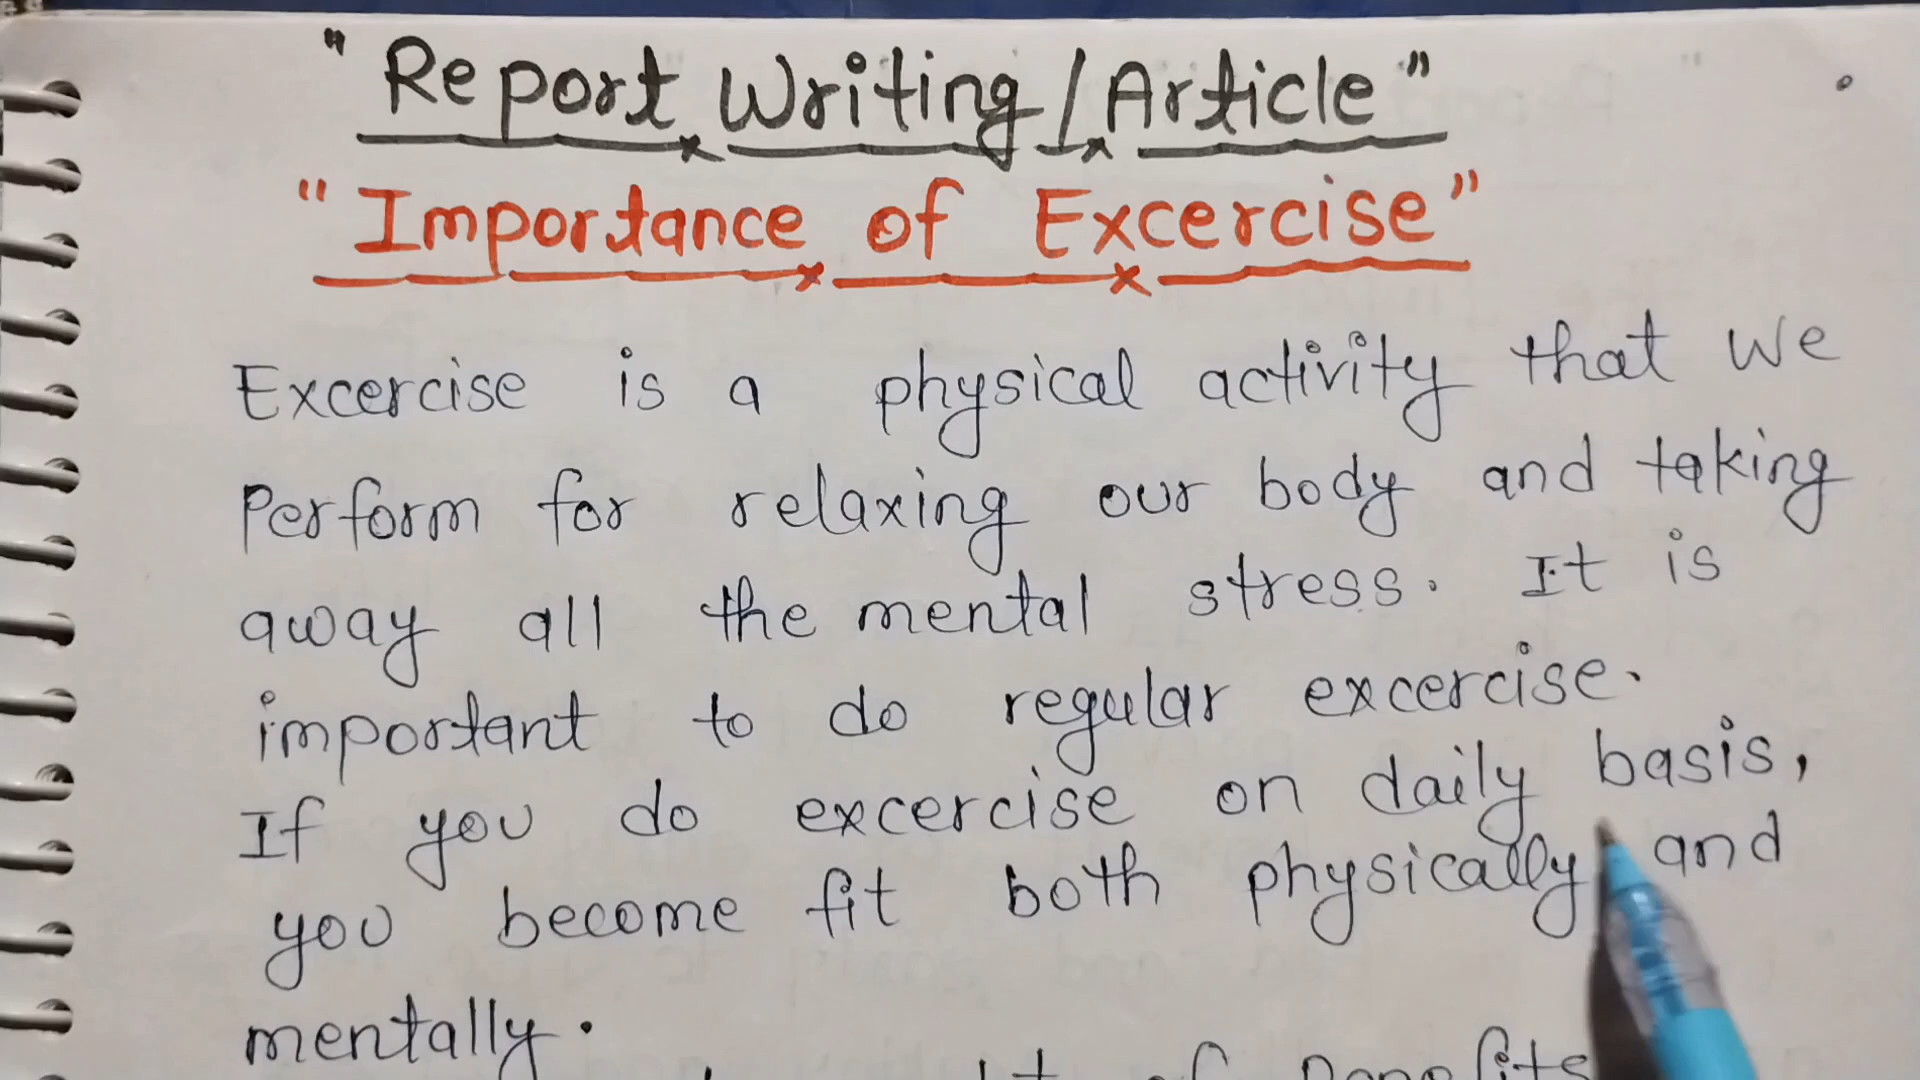 "Report Writing/Article"
"Importance of Excercise"
Excercise is a physical activity that we
Perform for relaxing our body and taking
away all the mental stress. It is
important to do regular excercise.
If you do excercise on daily basis,
you become fit both physically and
mentally.
of benefits